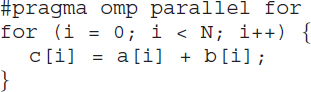 #pragma omp parallel for
for (i = 0; i < N; i++) {
  c[i] = a[i] + b[i];
}